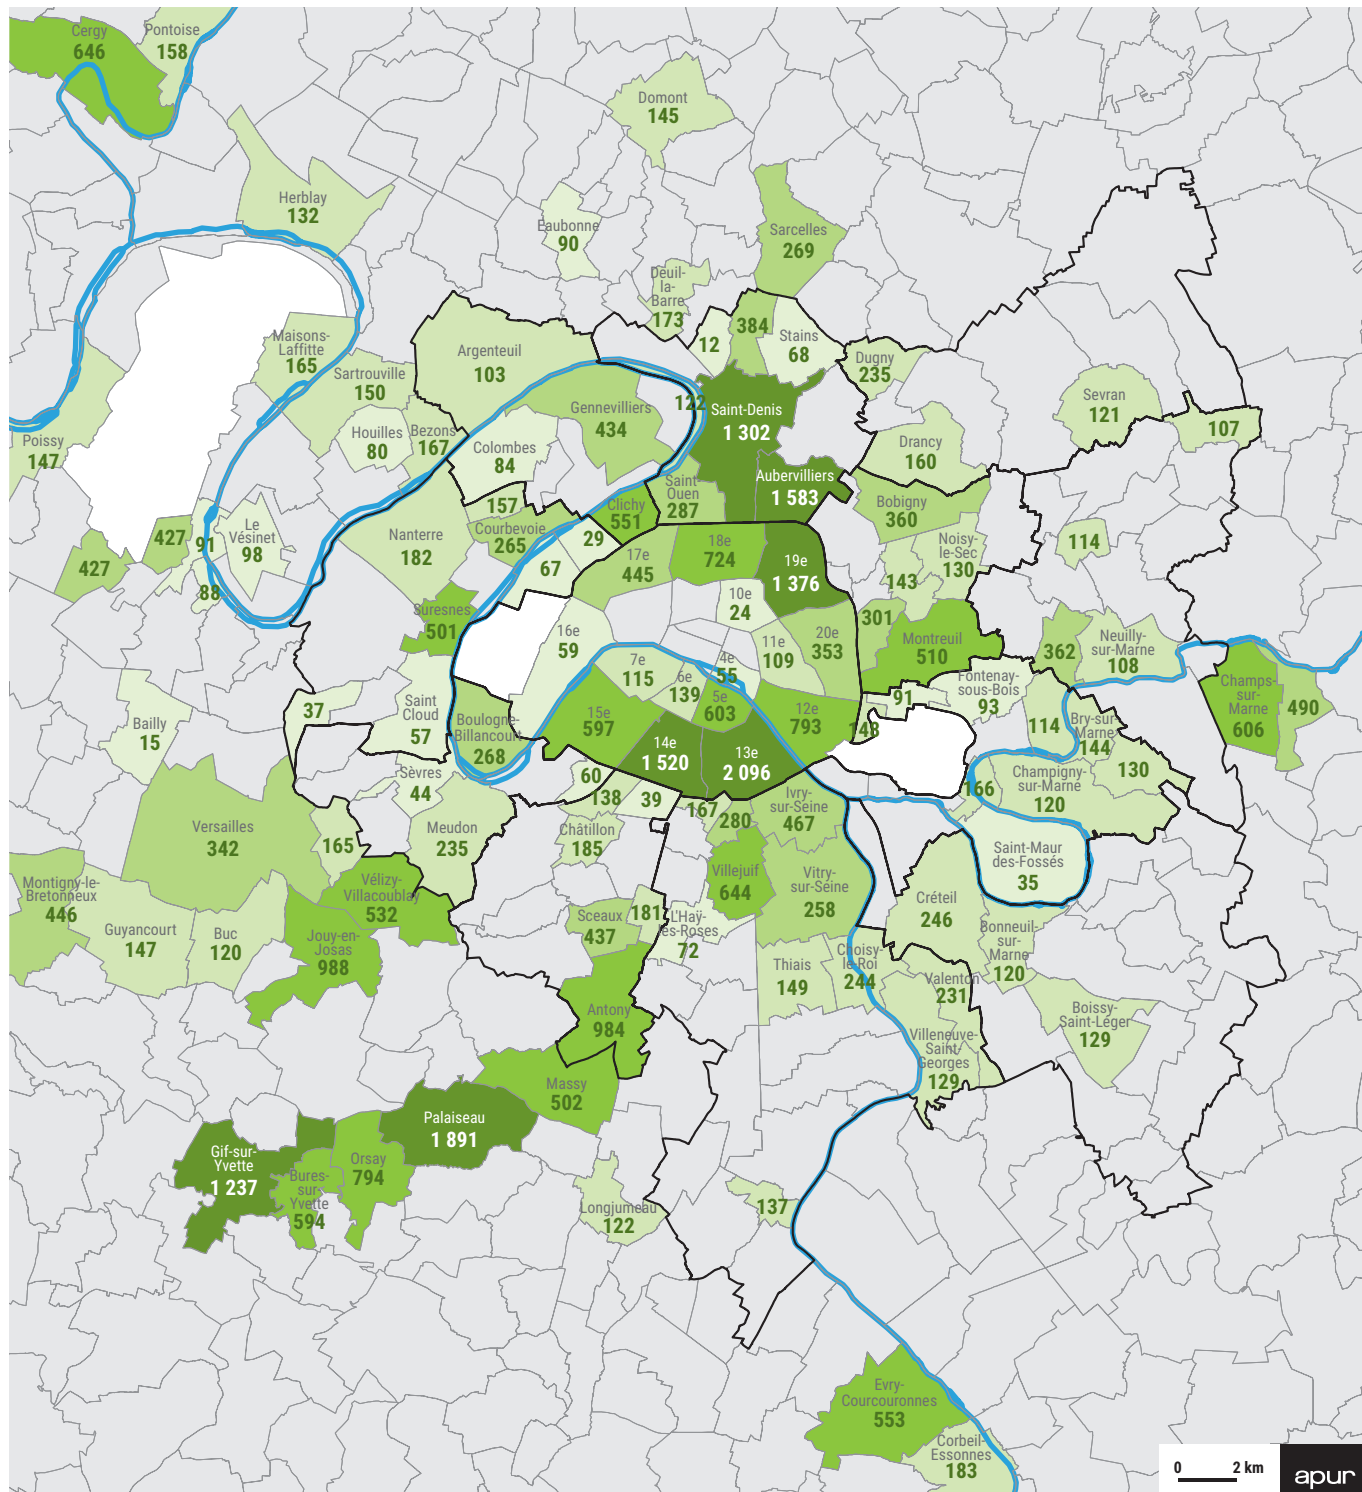 Cergy
646
Pontoise
158
Domont
145
Herblay
132
Eaubonne
90
Sarcelles
269
Deuil-
la-
Barre
173
12
384
Stains
68
Dugny
235
Maisons-
Laffitte
165
Sartrouville
150
Argenteuil
103
Houilles
80
Bezons
167
Colombes
84
Gennevilliers
434
122
Saint-Denis
1 302
Sevran
121
107
Poissy
147
Drancy
160
Aubervilliers
1 583
Saint
Ouen
287
Clichy
551
157
Courbevoie
265
29
Bobigny
360
Noisy-
le-Sec
130
114
427
427
91
88
Le
Vésinet
98
Nanterre
182
67
17e
445
18e
724
19e
1 376
143
Suresnes
501
10e
24
301
Montreuil
510
362
Neuilly-
sur-Marne
108
16e
59
7e
115
6e
139
4e
55
5e
603
11e
109
20e
353
Champs-
sur-
Marne
606
490
Bailly
15
37
Saint
Cloud
57
Boulogne-
Billancourt
268
15e
597
14e
1 520
13e
2 096
12e
793
148
91
Fontenay-
sous-Bois
93
114
Bry-sur-
Marne
144
130
Sèvres
44
60
138
39
167
280
Ivry-
sur-Seine
467
166
Champigny-
sur-Marne
120
Versailles
342
165
Meudon
235
Châtillon
185
Villejuif
644
Vitry-
sur-Seine
258
Saint-Maur
des-Fossés
35
Montigny-le-
Bretonneux
446
Guyancourt
147
Buc
120
Vélizy-
Villacoublay
532
Jouy-en-
Josas
988
Sceaux
437
181
L'Haÿ-
les-Roses
72
Créteil
246
Bonneuil-
sur-
Marne
120
Thiais
149
Choisy-
le-Roi
244
Valenton
231
Boissy-
Saint-Léger
129
Antony
984
Villeneuve-
Saint-
Georges
129
Massy
502
Palaiseau
1 891
Gif-sur-
Yvette
1 237
Bures-
sur-
Yvette
594
Orsay
794
Longjumeau
122
137
Evry-
Courcouronnes
553
Corbeil-
Essonnes
183
0 2 km
apur